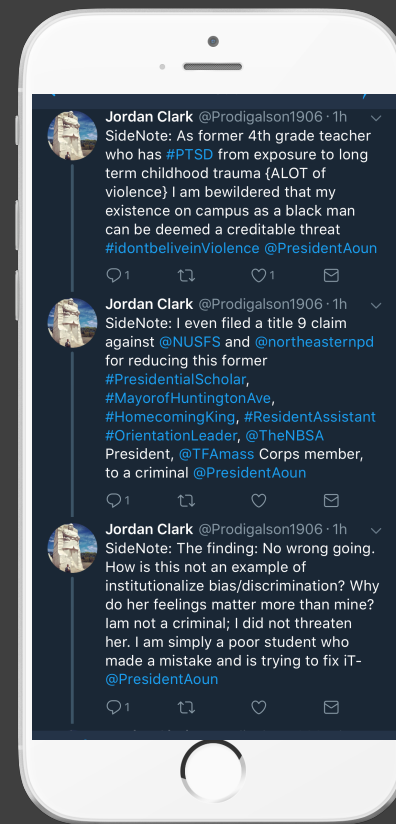 Jordan Clark @Prodigalson1906 · 1h
SideNote: As former 4th grade teacher
who has #PTSD from exposure to long
term childhood trauma {ALOT of
violence} I am bewildered that my
existence on campus as a black man
can be deemed a creditable threat
#idontbeliveinViolence @PresidentAoun
1 1
Jordan Clark @Prodigalson1906 · 1h
SideNote: I even filed a title 9 claim
against @NUSFS and @northeasternpd
for reducing this former
#PresidentialScholar,
#MayorofHuntingtonAve,
#HomecomingKing, #ResidentAssistant
#OrientationLeader, @TheNBSA
President, @TFAmass Corps member,
to a criminal @PresidentAoun
1
Jordan Clark @Prodigalson1906 · 1h
SideNote: The finding: No wrong going.
How is this not an example of
institutionalize bias/discrimination? Why
do her feelings matter more than mine?
Iam not a criminal; I did not threaten
her. I am simply a poor student who
made a mistake and is trying to fix iT-
@PresidentAoun
1